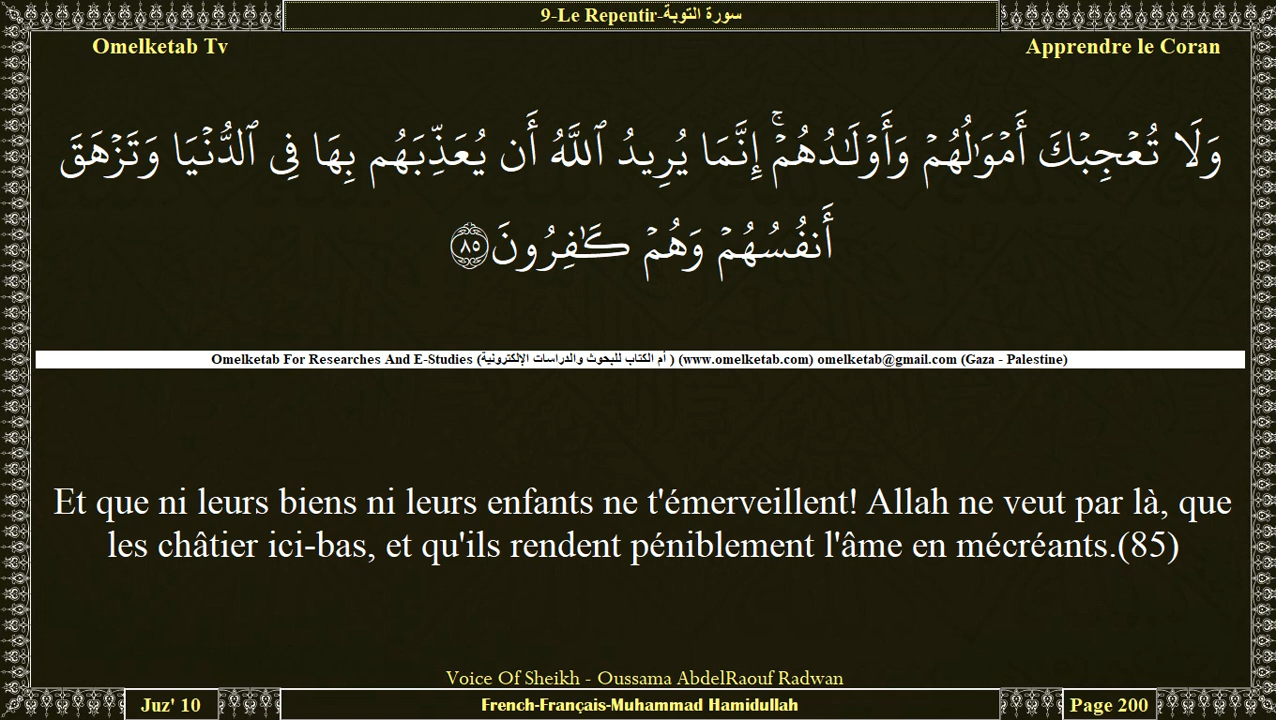 9-Le Repentir-سورة التوبة
Omelketab Tv
Apprendre le Coran
وَلَا تُعۡجِبۡكَ أَمۡوَٰلُهُمۡ وَأَوۡلَٰدُهُمۡۚ إِنَّمَا يُرِيدُ ٱللَّهُ أَن يُعَذِّبَهُم بِهَا فِي ٱلدُّنۡيَا وَتَزۡهَقَ
أَنفُسُهُمۡ وَهُمۡ كَٰفِرُونَ ٨٥
Omelketab For Researches And E-Studies (أم الكتاب للبحوث والدراسات الإلكترونية ) (www.omelketab.com) omelketab@gmail.com (Gaza - Palestine)
Et que ni leurs biens ni leurs enfants ne t'émerveillent! Allah ne veut par là, que
les châtier ici-bas, et qu'ils rendent péniblement l'âme en mécréants.(85)
Voice Of Sheikh - Oussama AbdelRaouf Radwan
Juz' 10
French-Français-Muhammad Hamidullah
Page 200